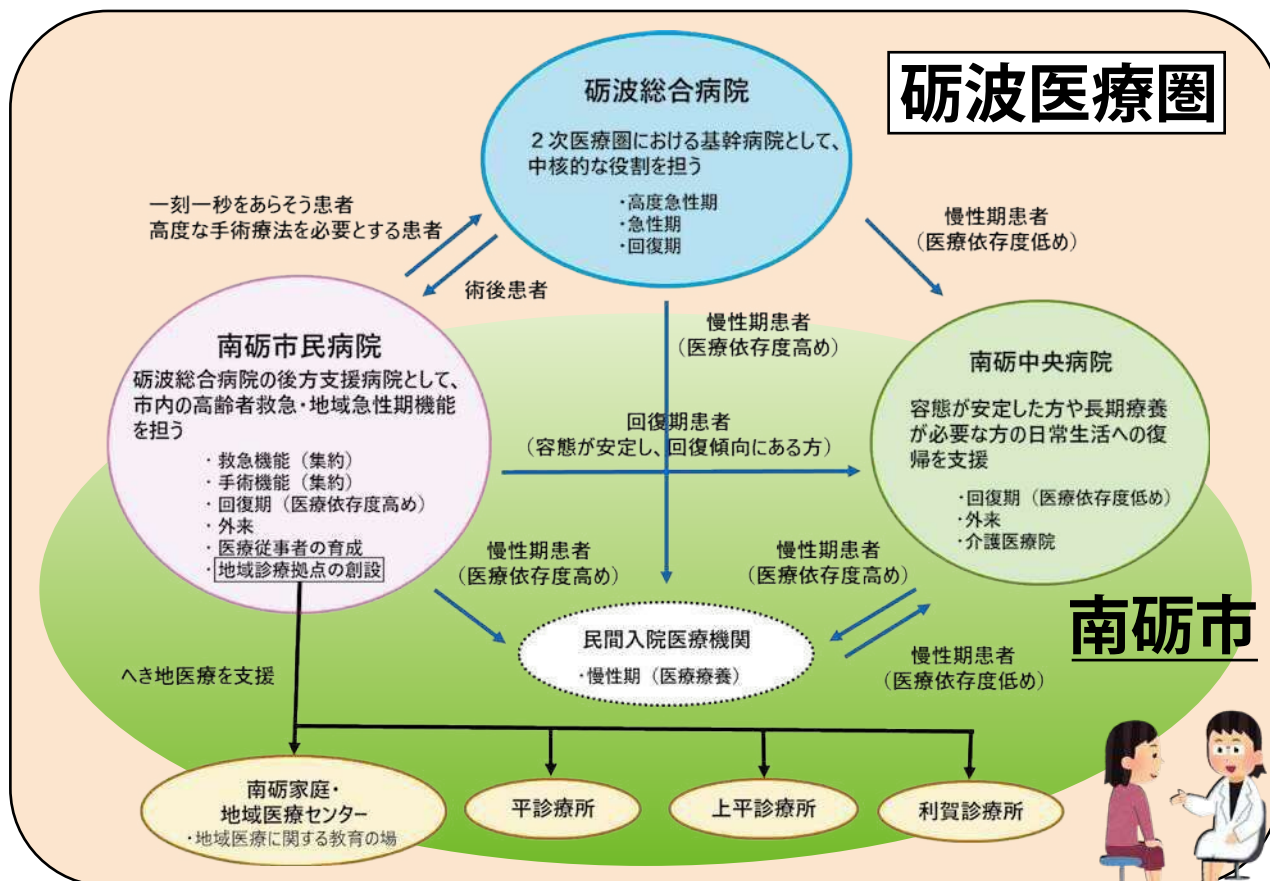 砺波医療圏
砺波総合病院
２次医療圏における基幹病院として、
中核的な役割を担う
・高度急性期
・急性期
・回復期
一刻一秒をあらそう患者
高度な手術療法を必要とする患者
術後患者
慢性期患者
（医療依存度低め）
慢性期患者
（医療依存度高め）
南砺市民病院
砺波総合病院の後方支援病院として、
市内の高齢者救急・地域急性期機能
を担う
・救急機能（集約）
・手術機能（集約）
・回復期（医療依存度高め）
・外来
・医療従事者の育成
・地域診療拠点の創設
回復期患者
（容態が安定し、回復傾向にある方）
南砺中央病院
容態が安定した方や長期療養
が必要な方の日常生活への復
帰を支援
・回復期（医療依存度低め）
・外来
・介護医療院
慢性期患者
（医療依存度高め）
慢性期患者
（医療依存度高め）
民間入院医療機関
・慢性期（医療療養）
慢性期患者
（医療依存度低め）
南砺市
へき地医療を支援
南砺家庭・
地域医療センター
・地域医療に関する教育の場
平診療所
上平診療所
利賀診療所